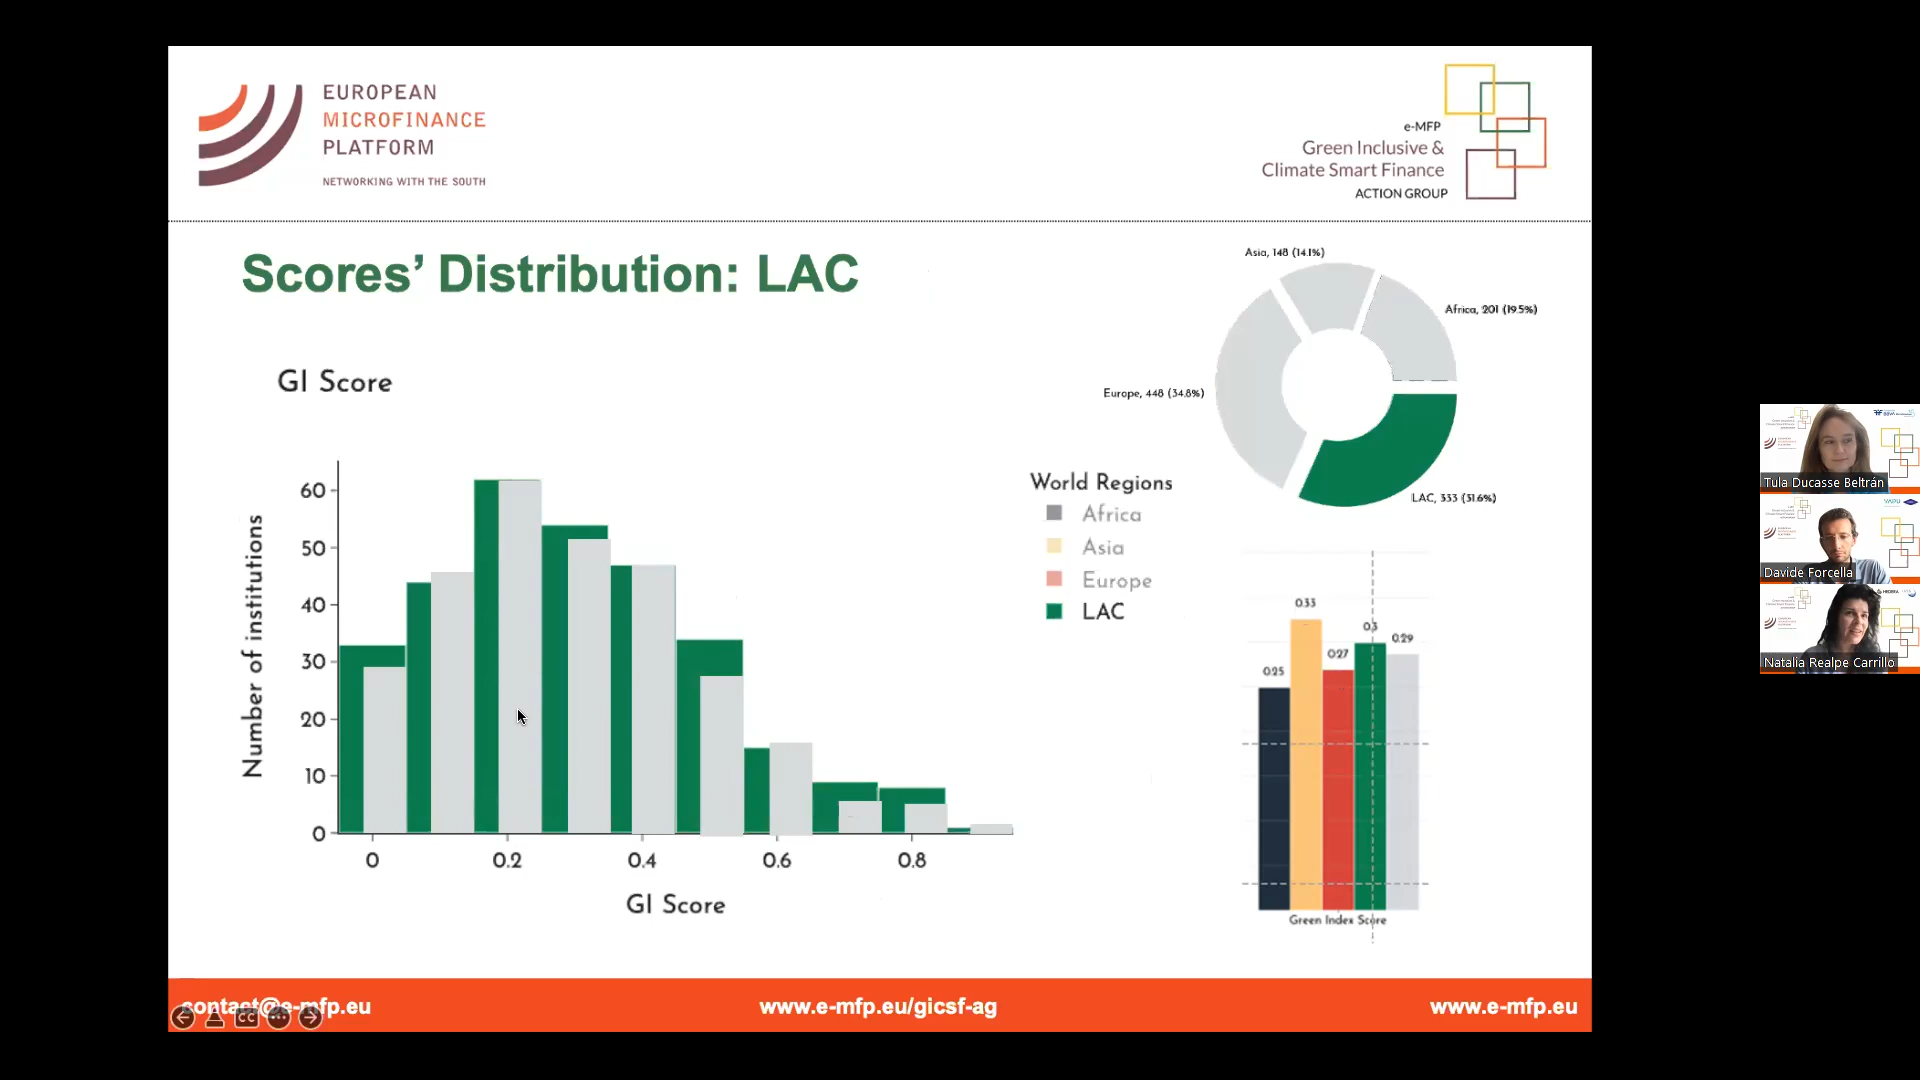 EUROPEAN
MICROFINANCE
PLATFORM
NETWORKING WITH THE SOUTH
e-MFP
Green Inclusive &
Climate Smart Finance
ACTION GROUP
Scores’ Distribution: LAC
Asia, 148 (14.1%)
Africa, 201 (19.5%)
Europe, 448 (34.8%)
LAC, 333 (31.6%)
GI Score
Number of institutions
60
50
40
30
20
10
0
0
0.2
0.4
0.6
0.8
GI Score
World Regions
Africa
Asia
Europe
LAC
0.25
0.33
0.27
0.3
0.29
Green Index Score
Tula Ducasse Beltrán
Davide Forcella
Natalia Realpe Carrillo
contact@e-mfp.eu
www.e-mfp.eu/gicsf-ag
www.e-mfp.eu
CC